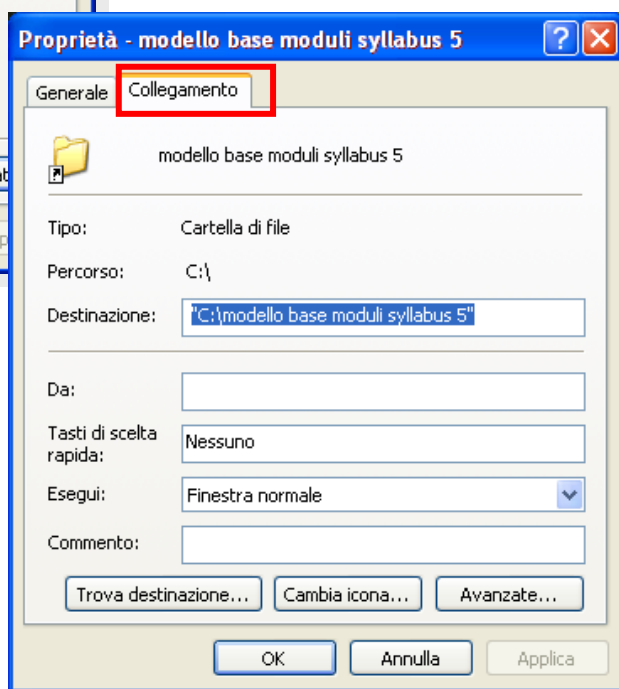 Proprietà - modello base moduli syllabus 5
Generale
Collegamento
modello base moduli syllabus 5
Tipo: Cartella di file
Percorso: C:\
Destinazione: "C:\modello base moduli syllabus 5"
Da:
Tasti di scelta
rapida:
Nessuno
Esegui: Finestra normale
Commento:
Trova destinazione... Cambia icona... Avanzate...
OK Annulla Applica